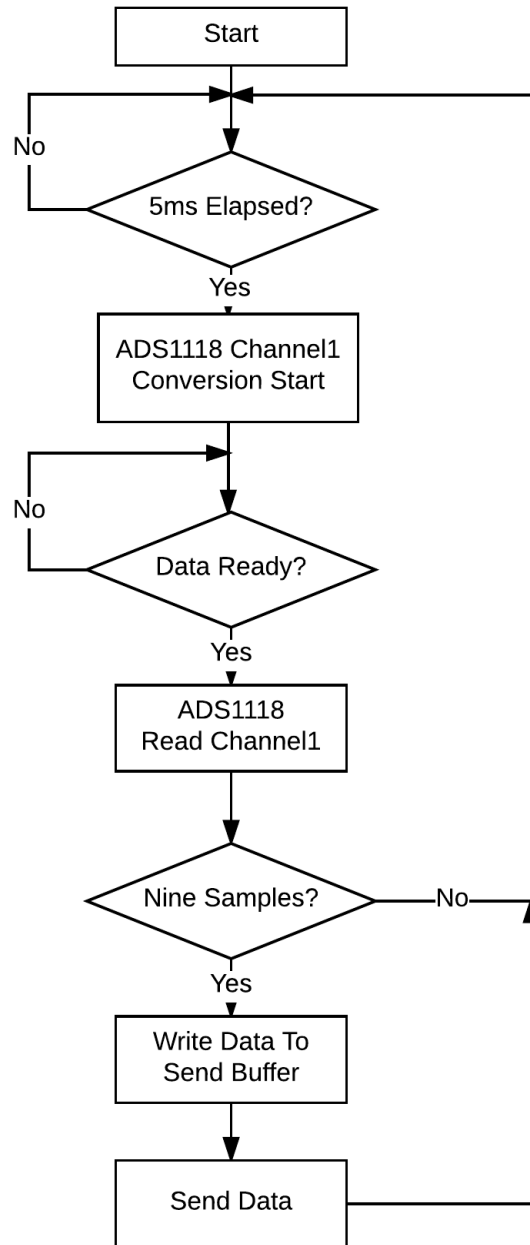 Start
No
5ms Elapsed?
Yes
ADS1118 Channel1
Conversion Start
No
Data Ready?
Yes
ADS1118
Read Channel1
Nine Samples?
No
Yes
Write Data To
Send Buffer
Send Data